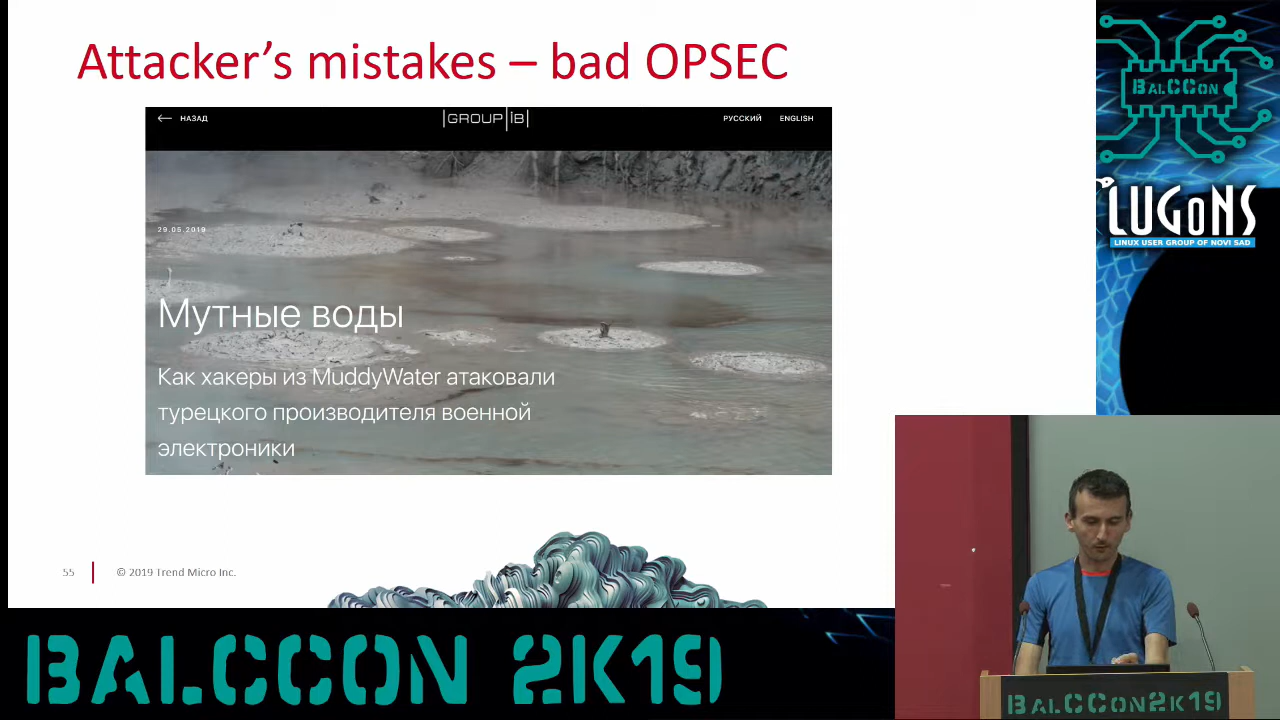 Attacker's mistakes – bad OPSEC
НАЗАД
GROUP|IB
РУССКИЙ
ENGLISH
29.05.2019
Мутные воды
Как хакеры из MuddyWater атаковали
турецкого производителя военной
электроники
55
© 2019 Trend Micro Inc.
BALCCON
LUGONS
LINUX USER GROUP OF NOVI SAD
BALCCON 2K19
BALCCON2K19